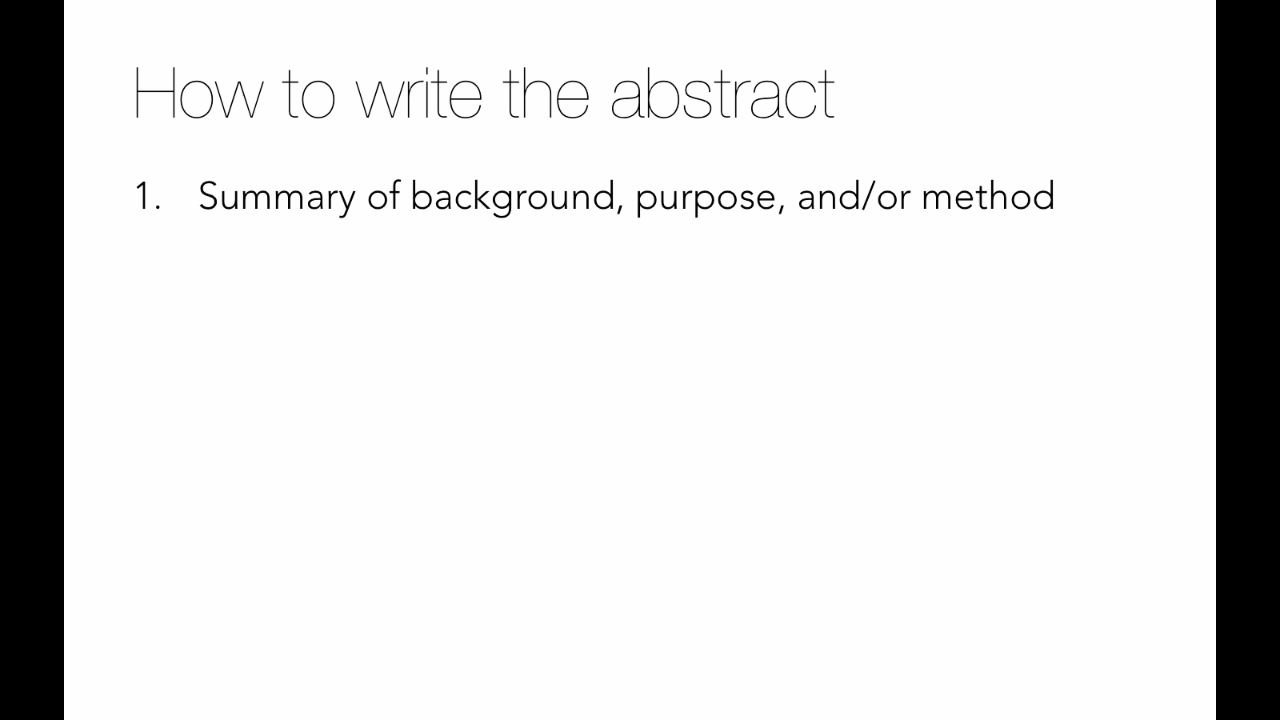 How to write the abstract
1. Summary of background, purpose, and/or method